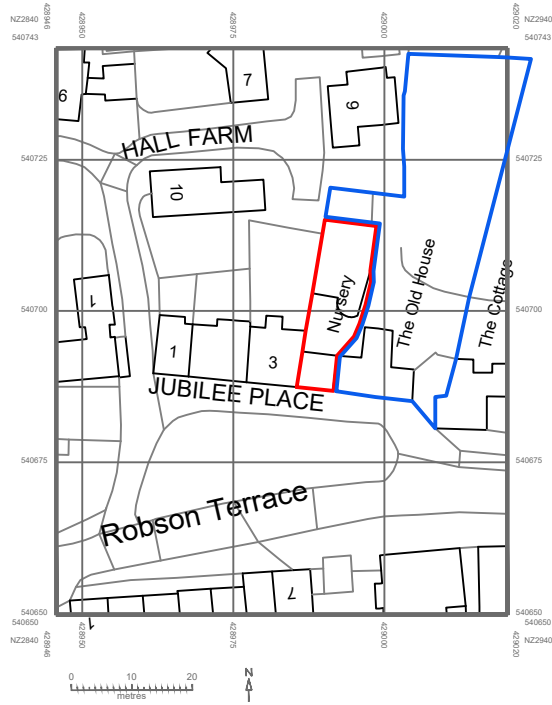 NZ2840
540743
428946
428950
428975
429000
429020
NZ2940
540743
6
7
9
HALL FARM
540725
540725
10
Nursery
The Old House
The Cottage
1
540700
540700
1
3
JUBILEE PLACE
540675
540675
Robson Terrace
7
1
540650
540650
540650
NZ2840
428946
428950
428975
429000
429020
540650
NZ2940
0
10
20
metres
N